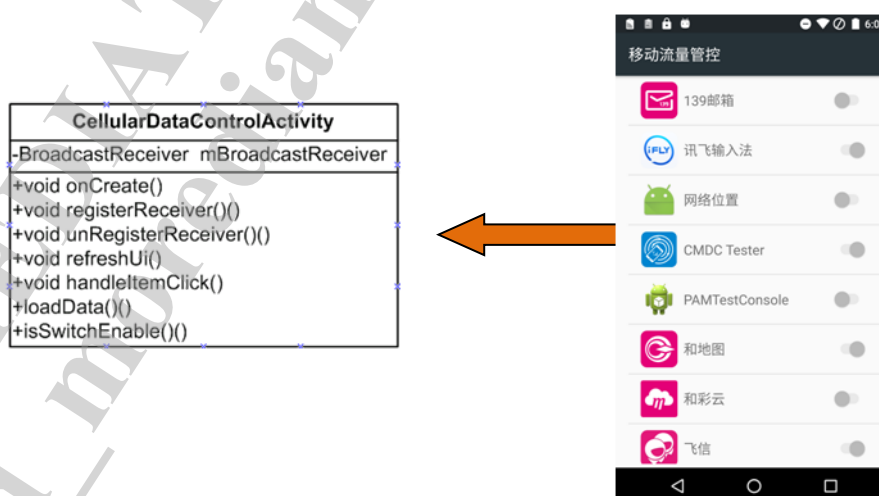 CellularDataControlActivity
-BroadcastReceiver mBroadcastReceiver
+void onCreate()
+void registerReceiver()()
+void unRegisterReceiver()()
+void refreshUi()
+void handleItemClick()
+loadData()()
+isSwitchEnable()()
6:0
移动流量管控
139邮箱
讯飞输入法
网络位置
CMDC Tester
PAMTestConsole
和地图
和彩云
飞信